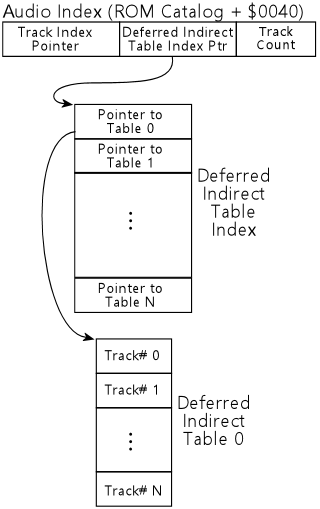 Audio Index (ROM Catalog + $0040)
Track Index
Pointer
Deferred Indirect
Table Index Ptr
Track
Count
Pointer to
Table 0
Pointer to
Table 1
Deferred
Indirect
Table
Index
⋮
Pointer to
Table N
Track# 0
Track# 1
Deferred
Indirect
Table 0
⋮
Track# N